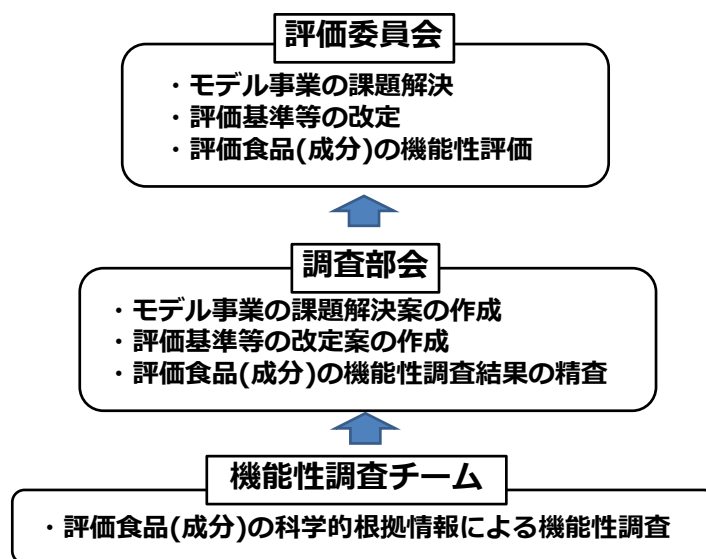 評価委員会
・モデル事業の課題解決
・評価基準等の改定
・評価食品(成分)の機能性評価
調査部会
・モデル事業の課題解決案の作成
・評価基準等の改定案の作成
・評価食品(成分)の機能性調査結果の精査
機能性調査チーム
・評価食品(成分)の科学的根拠情報による機能性調査